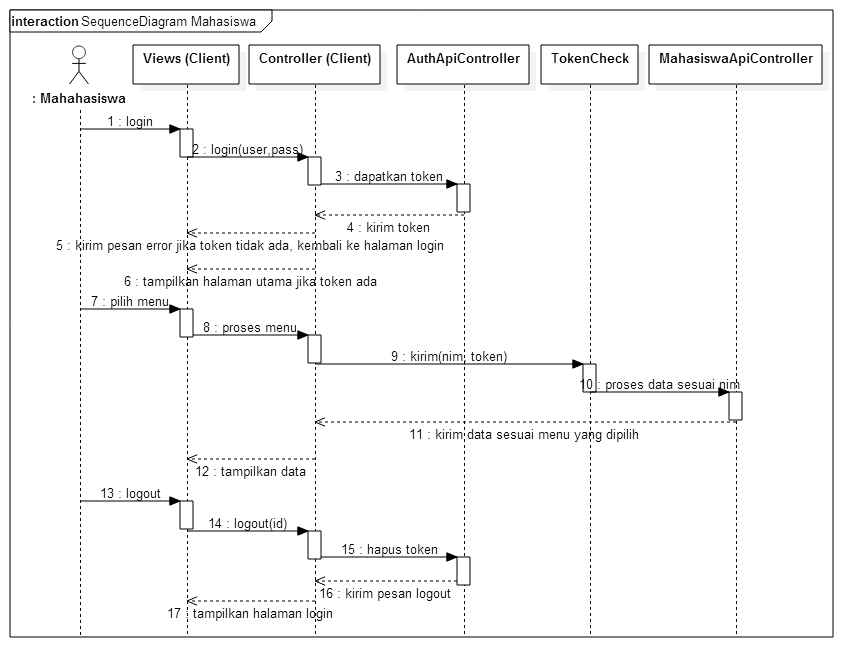 interaction SequenceDiagram Mahasiswa
Views (Client)
Controller (Client)
AuthApiController
TokenCheck
MahasiswaApiController
: Mahahasiswa
1 : login
2 : login(user,pass)
3 : dapatkan token
4 : kirim token
5 : kirim pesan error jika token tidak ada, kembali ke halaman login
6 : tampilkan halaman utama jika token ada
7 : pilih menu
8 : proses menu
9 : kirim(nim, token)
10 : proses data sesuai nim
11 : kirim data sesuai menu yang dipilih
12 : tampilkan data
13 : logout
14 : logout(id)
15 : hapus token
16 : kirim pesan logout
17 : tampilkan halaman login